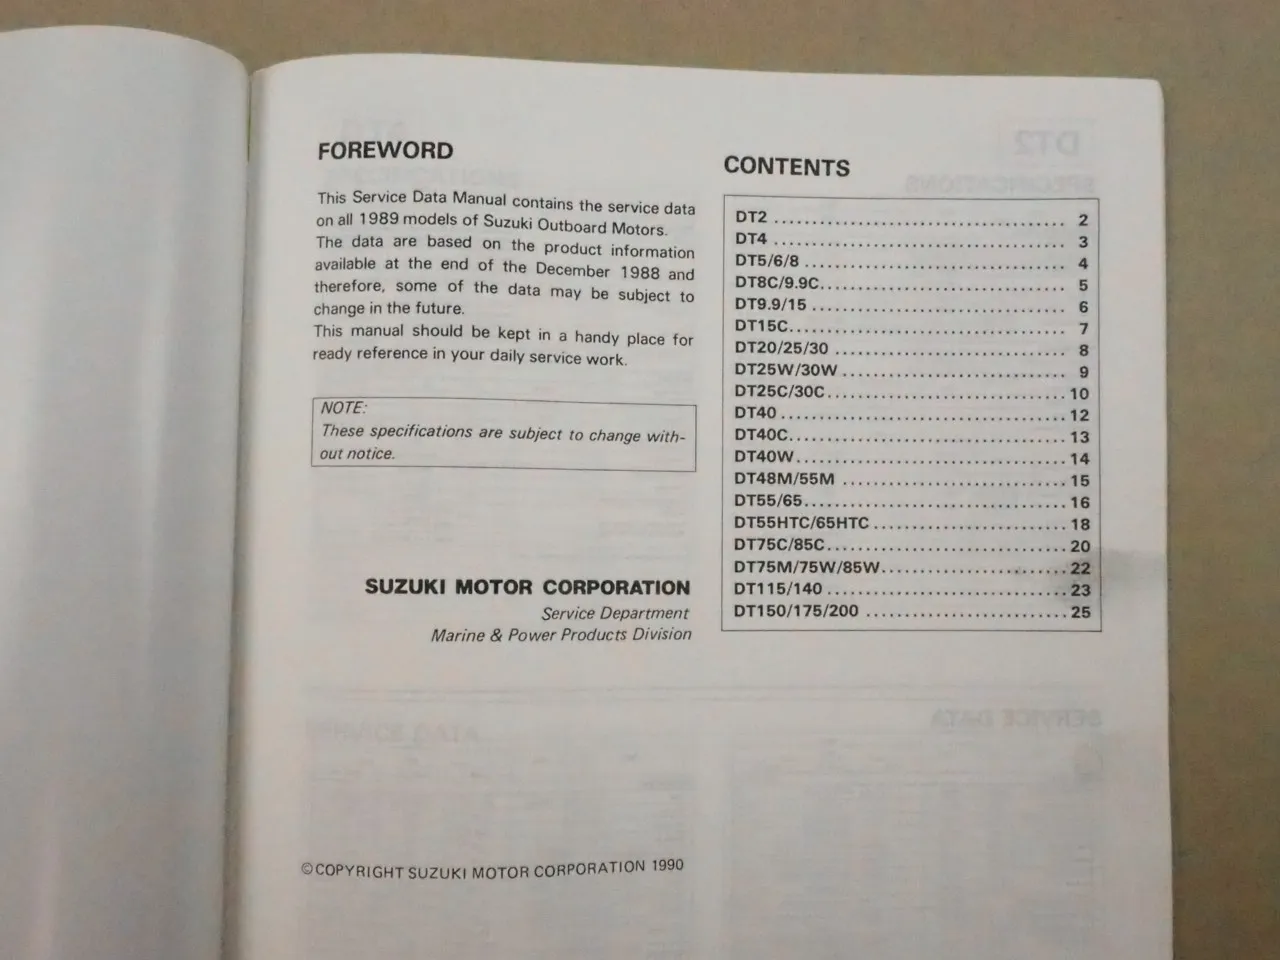 FOREWORD
This Service Data Manual contains the service data
on all 1989 models of Suzuki Outboard Motors.
The data are based on the product information
available at the end of the December 1988 and
therefore, some of the data may be subject to
change in the future.
This manual should be kept in a handy place for
ready reference in your daily service work.
NOTE:
These specifications are subject to change with-
out notice.
SUZUKI MOTOR CORPORATION
Service Department
Marine & Power Products Division
©COPYRIGHT SUZUKI MOTOR CORPORATION 1990
CONTENTS
DT2 ....................................... 2
DT4 ....................................... 3
DT5/6/8 ................................... 4
DT8C/9.9C................................. 5
DT9.9/15 .................................. 6
DT15C..................................... 7
DT20/25/30 ............................... 8
DT25W/30W .............................. 9
DT25C/30C................................ 10
DT40 ...................................... 12
DT40C..................................... 13
DT40W.................................... 14
DT48M/55M .............................. 15
DT55/65................................... 16
DT55HTC/65HTC .......................... 18
DT75C/85C................................ 20
DT75M/75W/85W......................... 22
DT115/140 ................................ 23
DT150/175/200 ........................... 25
DT2
SPECIFICATIONS
SERVICE DATA